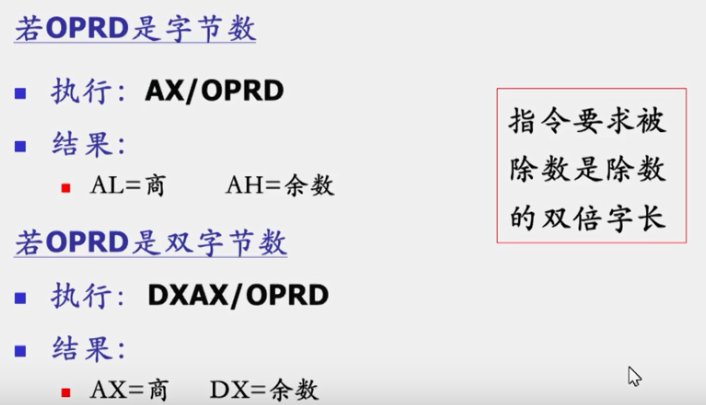 若OPRD是字节数
执行：AX/OPRD
结果：
AL=商 AH=余数
若OPRD是双字节数
执行：DXAX/OPRD
结果：
AX=商 DX=余数
指令要求被
除数是除数
的双倍字长